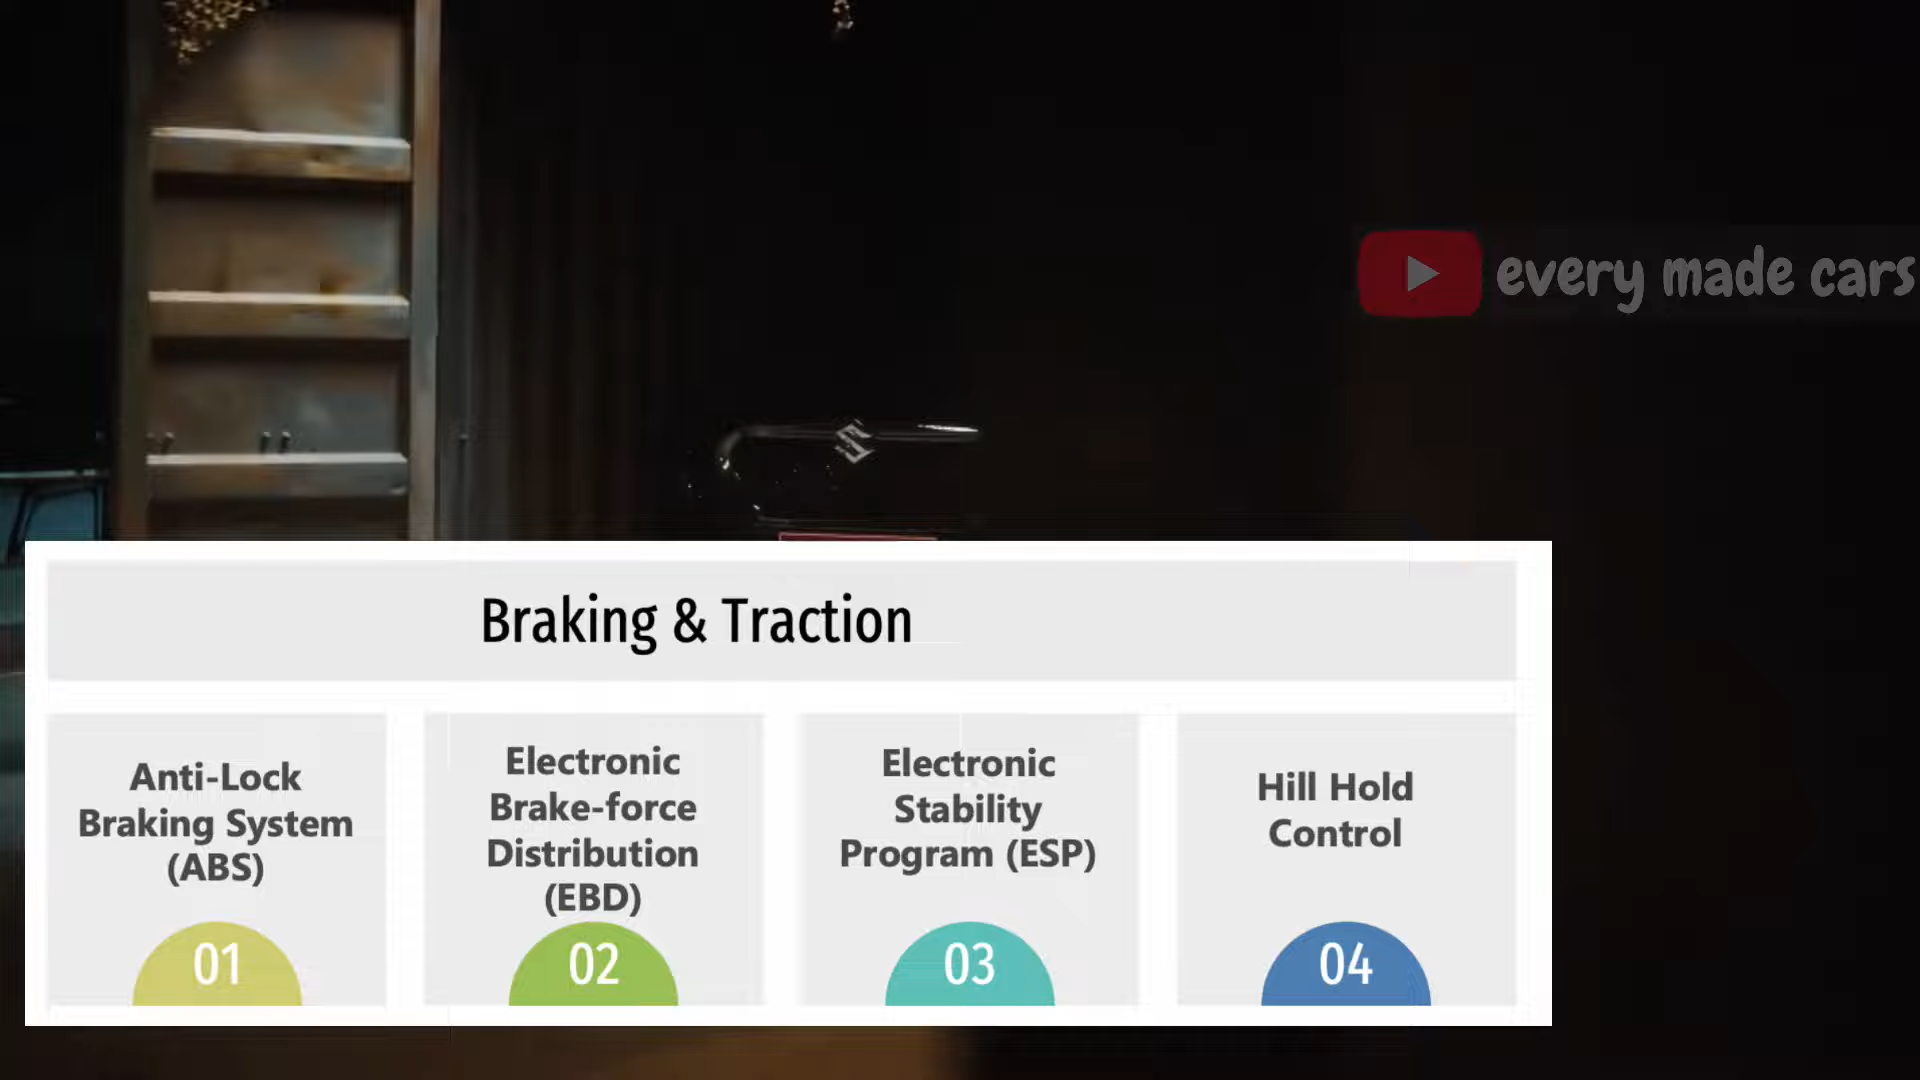 every made cars
Braking & Traction
Anti-Lock
Braking System
(ABS)
01
Electronic
Brake-force
Distribution
(EBD)
02
Electronic
Stability
Program (ESP)
03
Hill Hold
Control
04